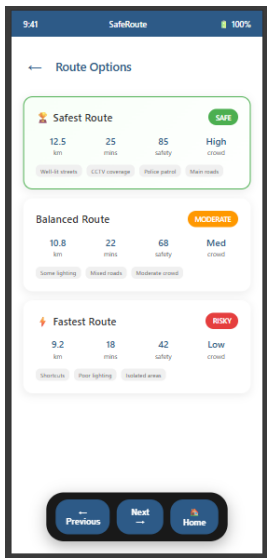 9:41 SafeRoute 100%
← Route Options
Safest Route SAFE
12.5 25 85 High
km mins safety crowd
Well-lit streets CCTV coverage Police patrol Main roads
Balanced Route MODERATE
10.8 22 68 Med
km mins safety crowd
Some lighting Mixed roads Moderate crowd
Fastest Route RISKY
9.2 18 42 Low
km mins safety crowd
Shortcuts Poor lighting Isolated areas
← Next
Previous → Home